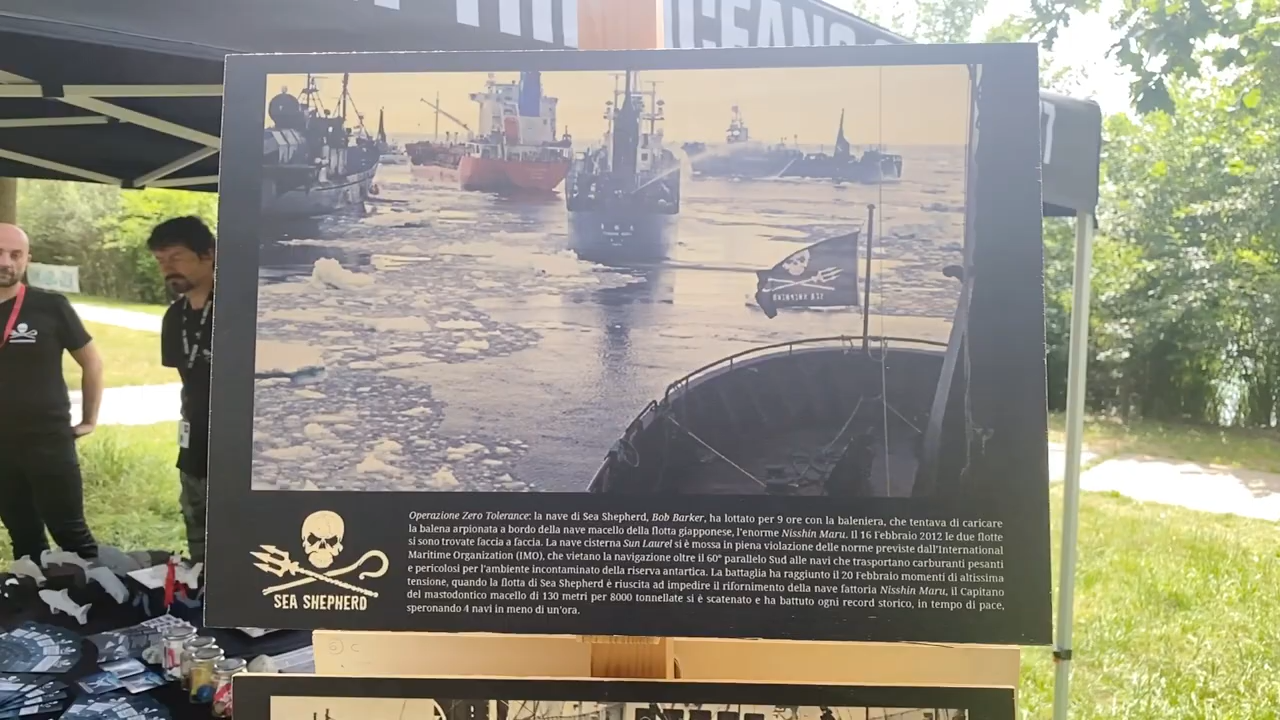 OCEANS
SEA SHEPHERD
Operazione Zero Tolerance: la nave di Sea Shepherd, Bob Barker, ha lottato per 9 ore con la baleniera, che tentava di caricare
la balena arpionata a bordo della nave macello della flotta giapponese, l'enorme Nisshin Maru. Il 16 Febbraio 2012 le due flotte
si sono trovate faccia a faccia. La nave cisterna Sun Laurel si è mossa in piena violazione delle norme previste dall'International
Maritime Organization (IMO), che vietano la navigazione oltre il 60° parallelo Sud alle navi che trasportano carburanti pesanti
e pericolosi per l'ambiente incontaminato della riserva antartica. La battaglia ha raggiunto il 20 Febbraio momenti di altissima
tensione, quando la flotta di Sea Shepherd è riuscita ad impedire il rifornimento della nave fattoria Nisshin Maru, il Capitano
del mastodontico macello di 130 metri per 8000 tonnellate si è scatenato e ha battuto ogni record storico, in tempo di pace,
speronando 4 navi in meno di un'ora.
SEA SHEPHERD